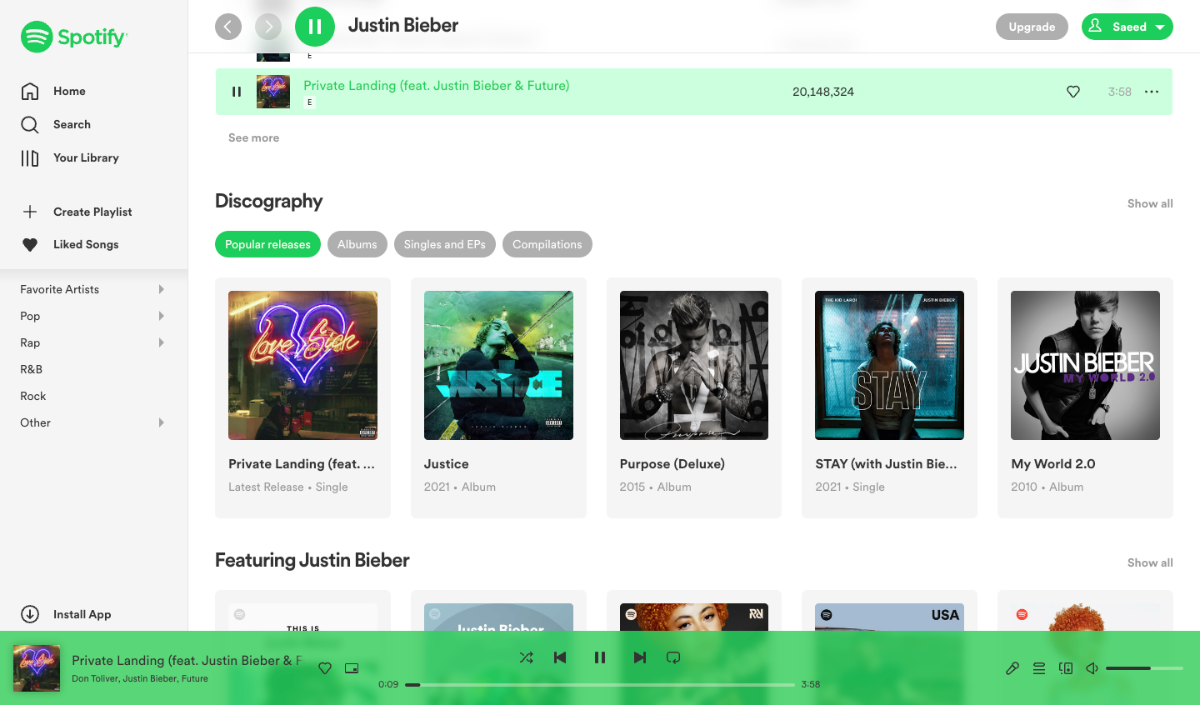 Spotify
Home
Search
Your Library
Create Playlist
Liked Songs
Favorite Artists
Pop
Rap
R&B
Rock
Other
Install App
Justin Bieber
Upgrade
Saeed
E
Private Landing (feat. Justin Bieber & Future)
E
20,148,324
3:58
See more
Discography
Show all
Popular releases
Albums
Singles and EPs
Compilations
Love Sick
Private Landing (feat. ...
Latest Release • Single
JUSTICE
JUSTIN BIEBER
Justice
2021 • Album
Purpose
Purpose (Deluxe)
2015 • Album
THE KID LAROI
JUSTIN BIEBER
STAY
STAY (with Justin Bie...
2021 • Single
JUSTIN BIEBER
MY WORLD 2.0
My World 2.0
2010 • Album
Featuring Justin Bieber
Show all
THIS IS
Justin Bieber
USA
Private Landing (feat. Justin Bieber & F
Don Toliver, Justin Bieber, Future
0:09
3:58